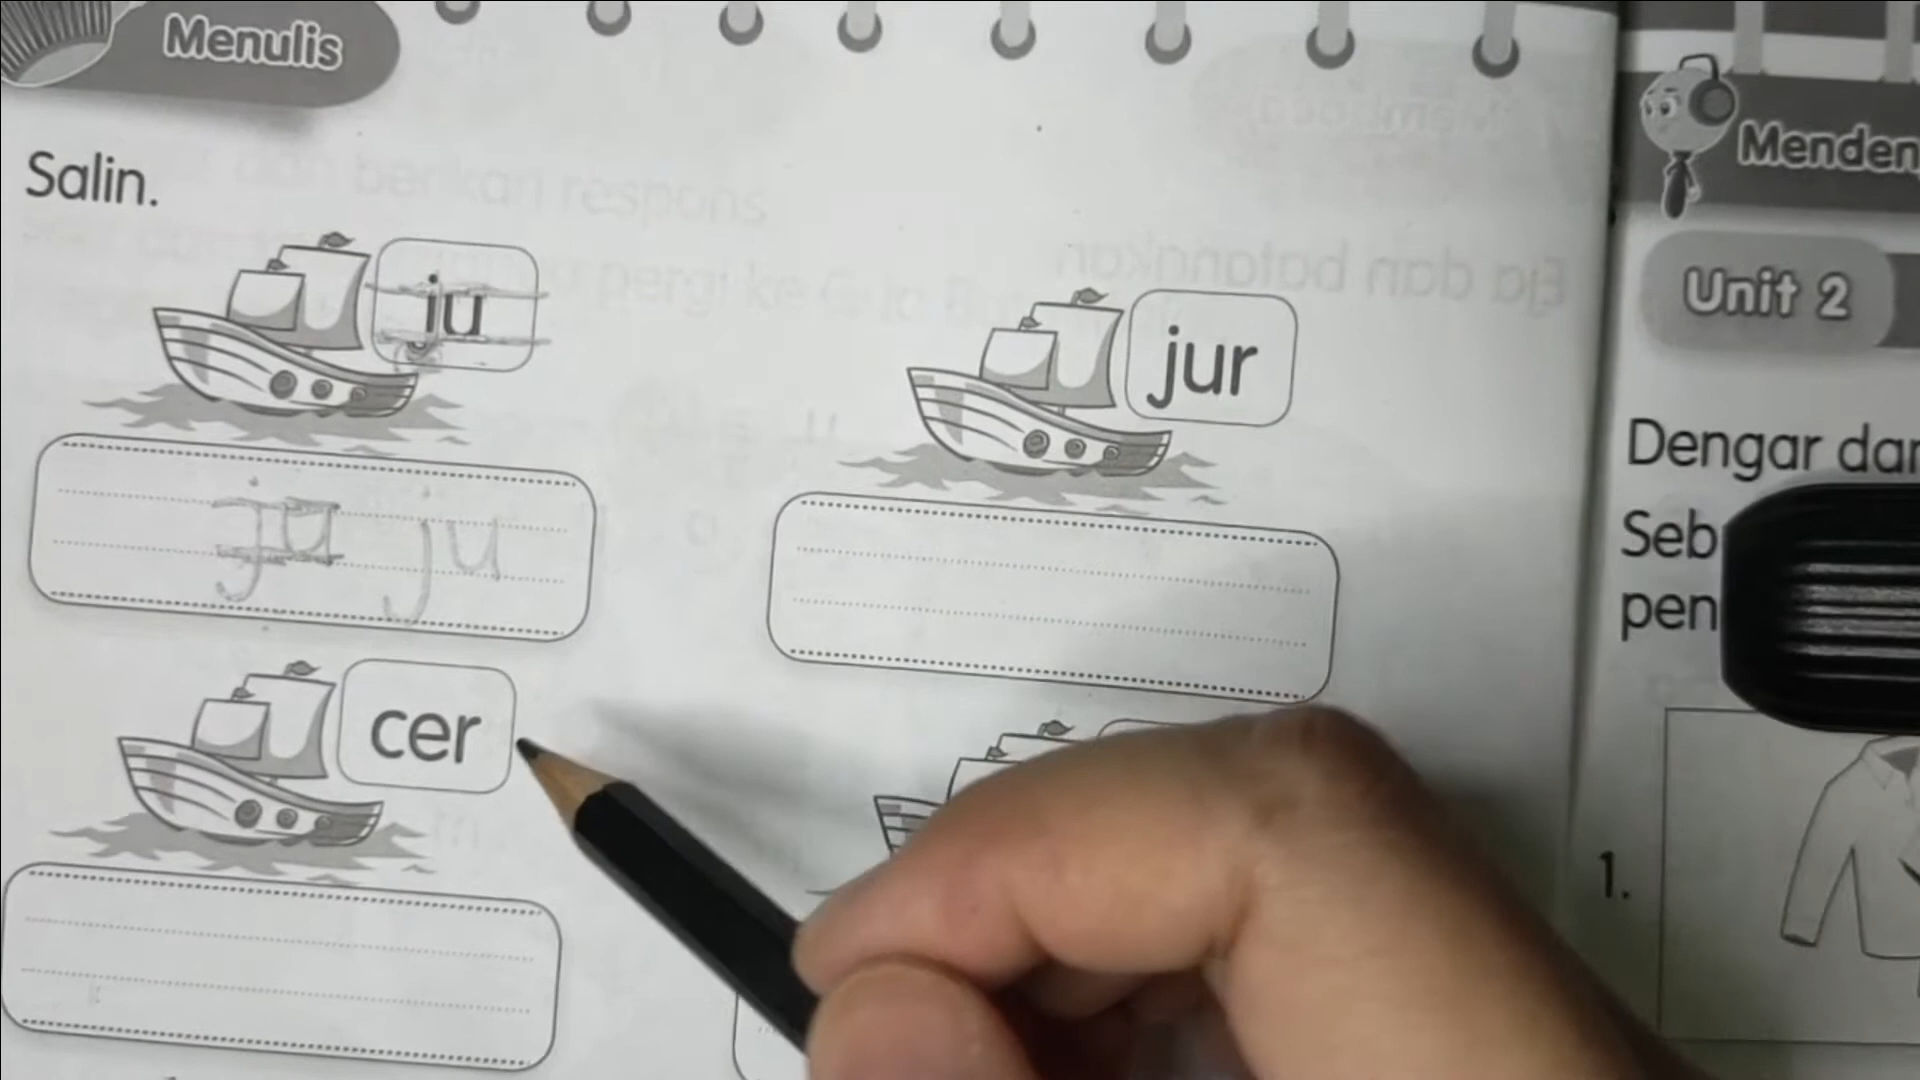 Menulis
Salin.
ju
jur
ju ju
cer
Menden
Unit 2
Dengar dar
Seb
pen
1.